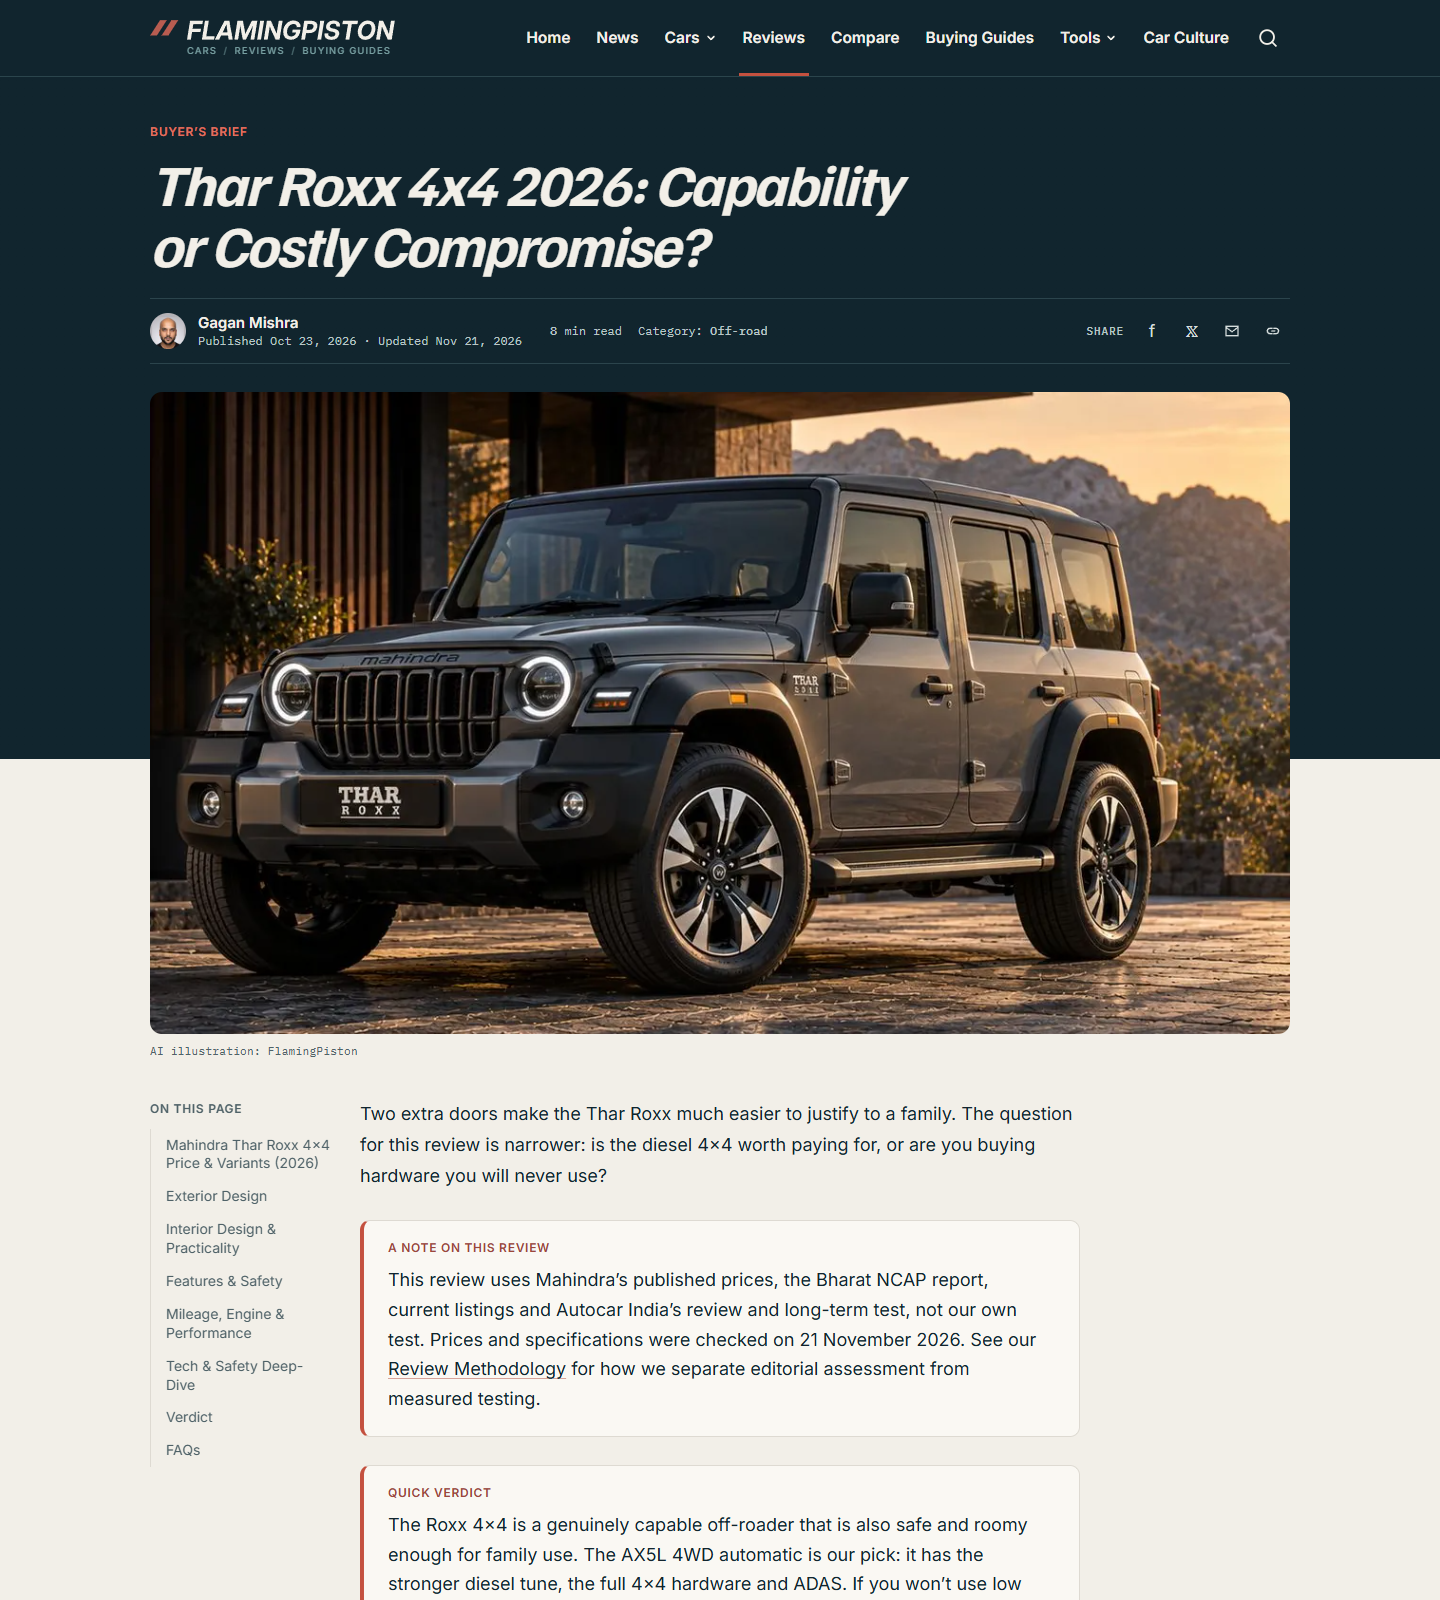 FLAMINGPISTON
CARS / REVIEWS / BUYING GUIDES
Home News Cars Reviews Compare Buying Guides Tools Car Culture
BUYER'S BRIEF
Thar Roxx 4x4 2026: Capability
or Costly Compromise?
Gagan Mishra
Published Oct 23, 2026 · Updated Nov 21, 2026
8 min read Category: Off-road
SHARE
mahindra
THAR
THAR
ROXX
AI illustration: FlamingPiston
ON THIS PAGE
Mahindra Thar Roxx 4×4
Price & Variants (2026)
Exterior Design
Interior Design &
Practicality
Features & Safety
Mileage, Engine &
Performance
Tech & Safety Deep-
Dive
Verdict
FAQs
Two extra doors make the Thar Roxx much easier to justify to a family. The question
for this review is narrower: is the diesel 4×4 worth paying for, or are you buying
hardware you will never use?
A NOTE ON THIS REVIEW
This review uses Mahindra’s published prices, the Bharat NCAP report,
current listings and Autocar India’s review and long-term test, not our own
test. Prices and specifications were checked on 21 November 2026. See our
Review Methodology for how we separate editorial assessment from
measured testing.
QUICK VERDICT
The Roxx 4×4 is a genuinely capable off-roader that is also safe and roomy
enough for family use. The AX5L 4WD automatic is our pick: it has the
stronger diesel tune, the full 4×4 hardware and ADAS. If you won’t use low